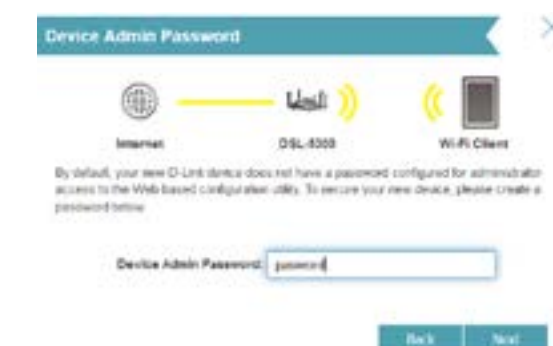 Device Admin Password
Internet
Wi-Fi Client
By default, your new D-Link device does not have a password configured for administrator
access to the Web-based configuration utility. To secure your new device, please create a
password below.
Device Admin Password: password
Back Next